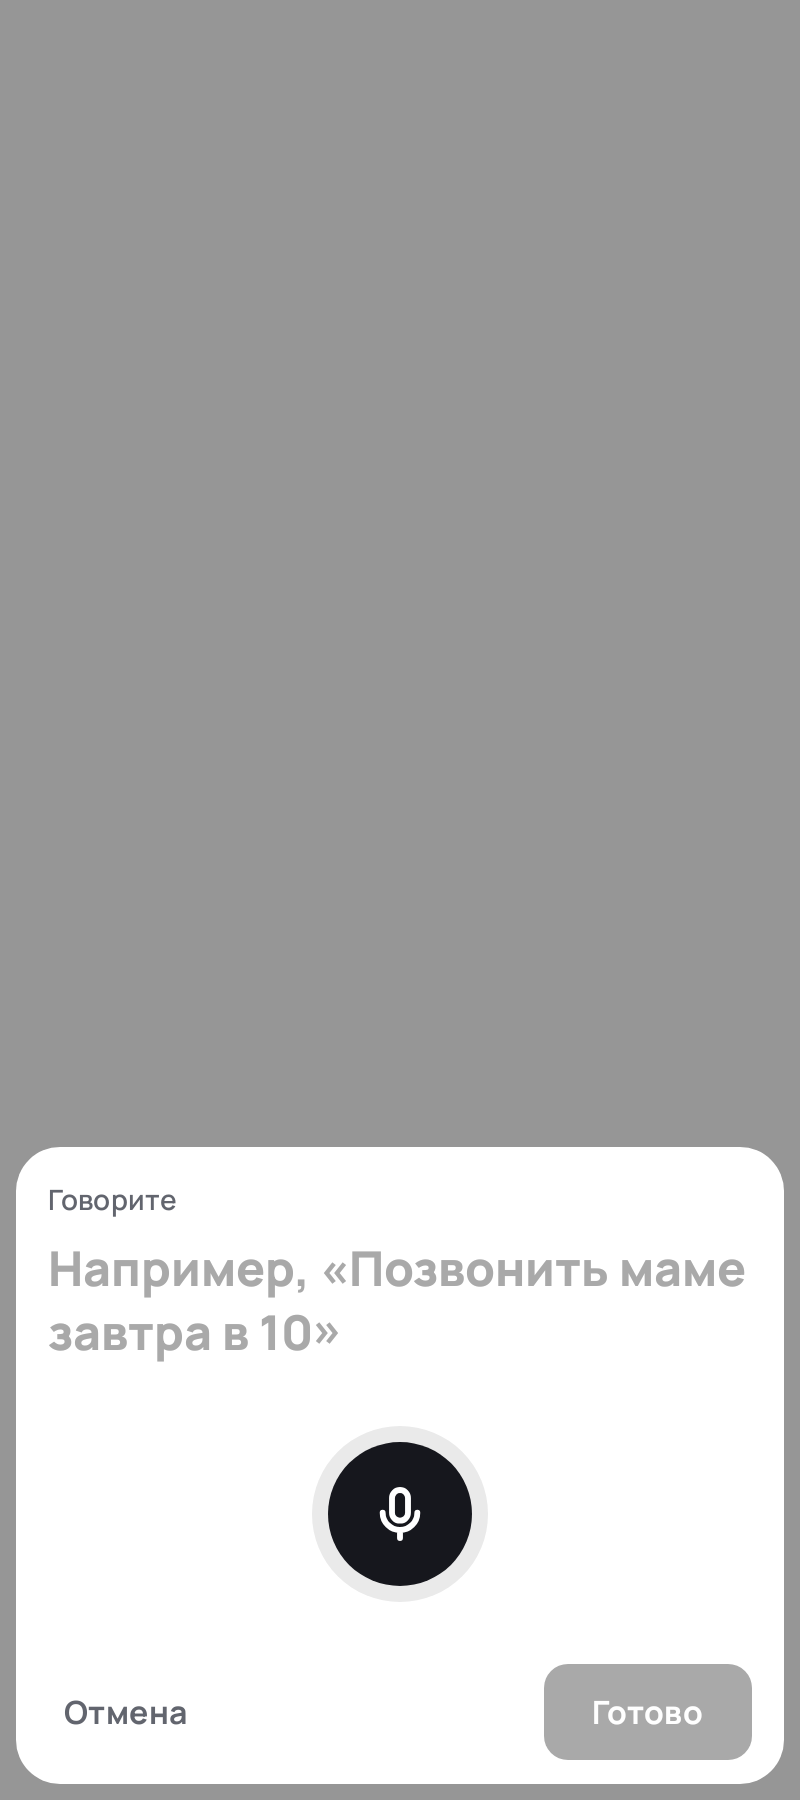 Говорите
Например, «Позвонить маме
завтра в 10»
Отмена
Готово